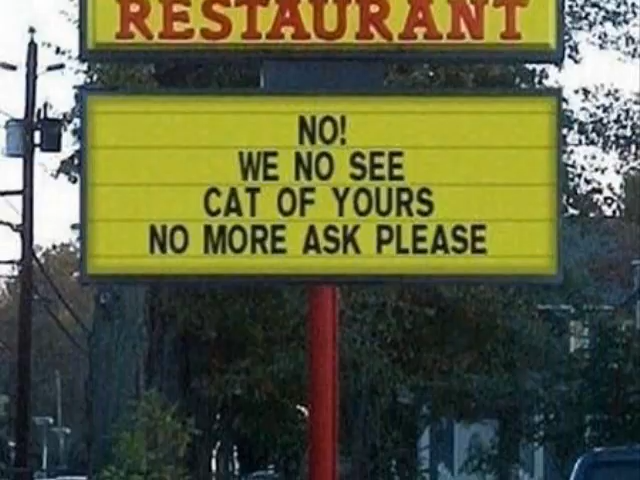 RESTAURANT
NO!
WE NO SEE
CAT OF YOURS
NO MORE ASK PLEASE